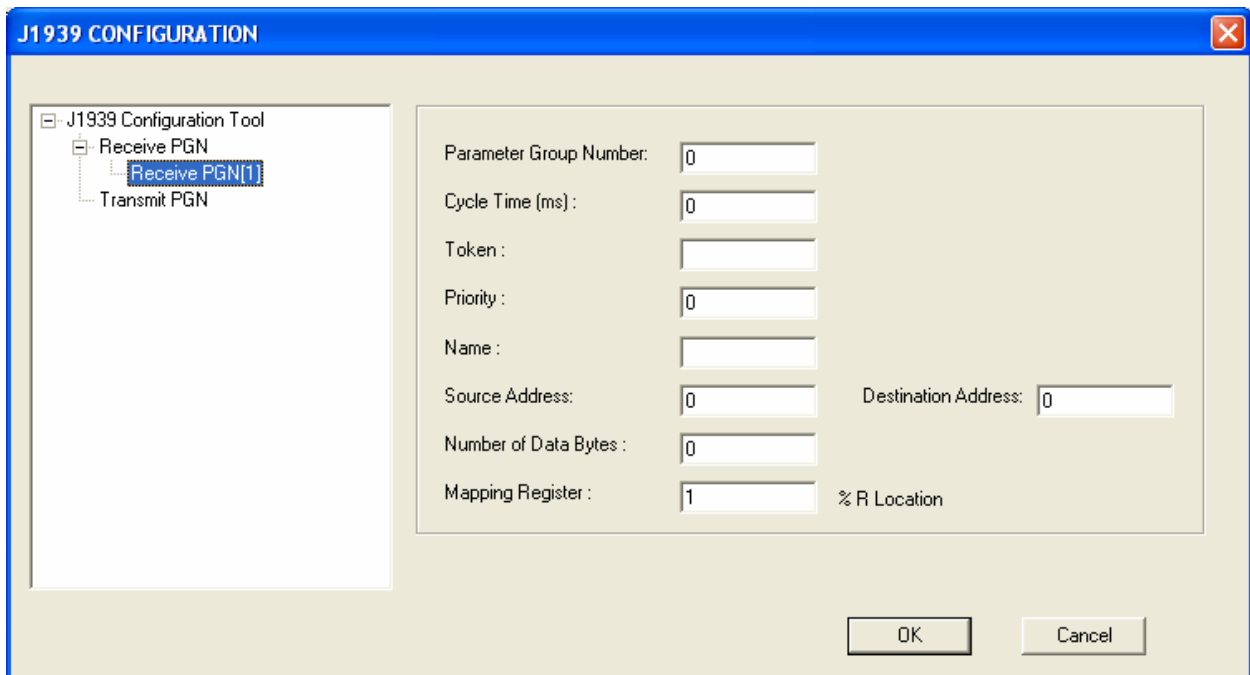 J1939 CONFIGURATION
J1939 Configuration Tool
Receive PGN
Receive PGN[1]
Transmit PGN
Parameter Group Number: 0
Cycle Time (ms) : 0
Token :
Priority : 0
Name :
Source Address: 0 Destination Address: 0
Number of Data Bytes : 0
Mapping Register : 1 % R Location
OK Cancel